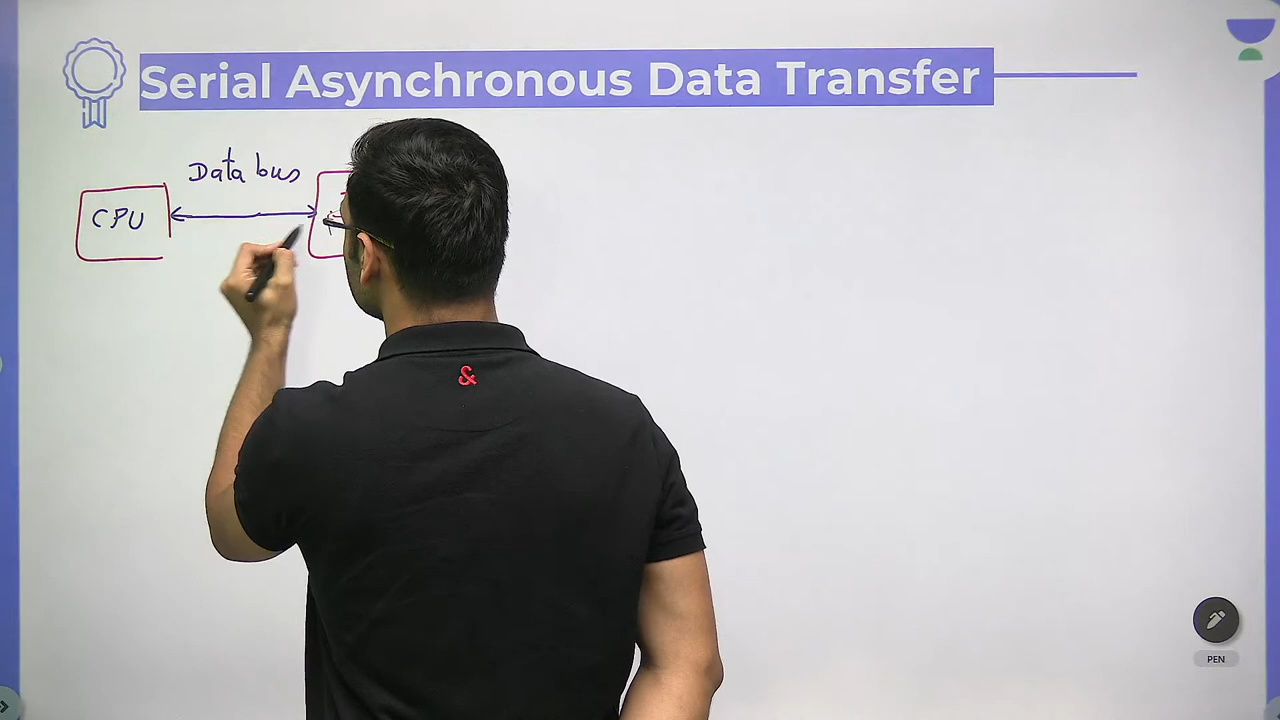 Serial Asynchronous Data Transfer
Data bus
CPU
&
PEN